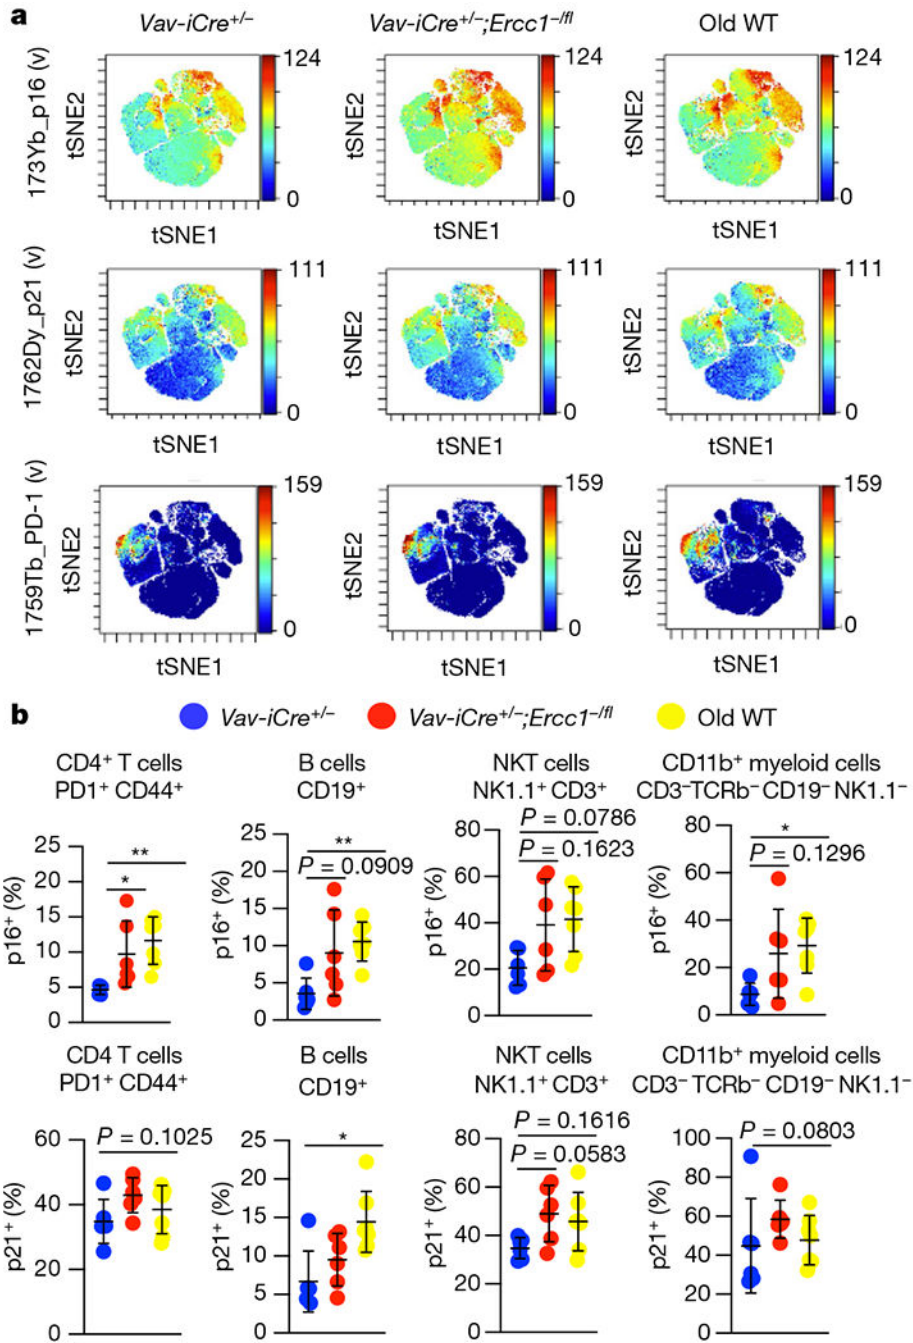 a
Vav-iCre+/–
Vav-iCre+/–;Ercc1–/fl
Old WT
173Yb_p16 (v)
tSNE2
124
0
tSNE1
tSNE2
124
0
tSNE1
tSNE2
124
0
tSNE1
1762Dy_p21 (v)
tSNE2
111
0
tSNE1
tSNE2
111
0
tSNE1
tSNE2
111
0
tSNE1
1759Tb_PD-1 (v)
tSNE2
159
0
tSNE1
tSNE2
159
0
tSNE1
tSNE2
159
0
tSNE1
b
Vav-iCre+/–
Vav-iCre+/–;Ercc1–/fl
Old WT
CD4+ T cells
PD1+ CD44+
p16+ (%)
25
20
15
10
5
0
**
*
B cells
CD19+
p16+ (%)
25
20
15
10
5
0
**
P = 0.0909
NKT cells
NK1.1+ CD3+
p16+ (%)
80
60
40
20
0
P = 0.0786
P = 0.1623
CD11b+ myeloid cells
CD3–TCRb– CD19– NK1.1–
p16+ (%)
80
60
40
20
0
*
P = 0.1296
CD4 T cells
PD1+ CD44+
p21+ (%)
60
40
20
0
P = 0.1025
B cells
CD19+
p21+ (%)
25
20
15
10
5
0
*
NKT cells
NK1.1+ CD3+
p21+ (%)
80
60
40
20
0
P = 0.1616
P = 0.0583
CD11b+ myeloid cells
CD3– TCRb– CD19– NK1.1–
p21+ (%)
100
80
60
40
20
0
P = 0.0803